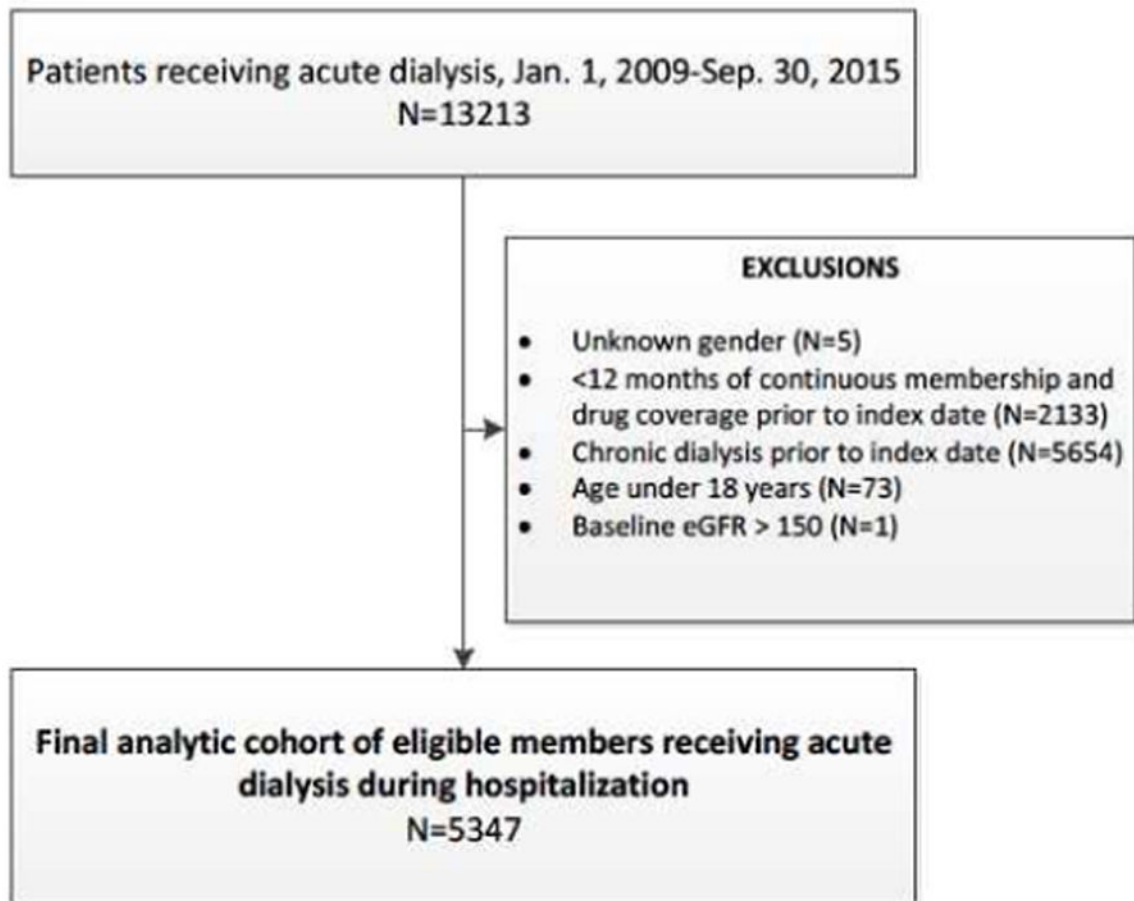 Patients receiving acute dialysis, Jan. 1, 2009-Sep. 30, 2015
N=13213
EXCLUSIONS
• Unknown gender (N=5)
• <12 months of continuous membership and
drug coverage prior to index date (N=2133)
• Chronic dialysis prior to index date (N=5654)
• Age under 18 years (N=73)
• Baseline eGFR > 150 (N=1)
Final analytic cohort of eligible members receiving acute
dialysis during hospitalization
N=5347